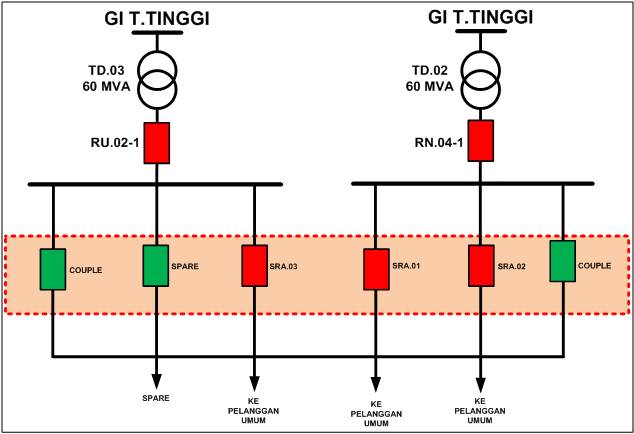 GI T.TINGGI
GI T.TINGGI
TD.03
60 MVA
TD.02
60 MVA
RU.02-1
RN.04-1
COUPLE
SPARE
SRA.03
SRA.01
SRA.02
COUPLE
SPARE
KE
PELANGGAN
UMUM
KE
PELANGGAN
UMUM
KE
PELANGGAN
UMUM